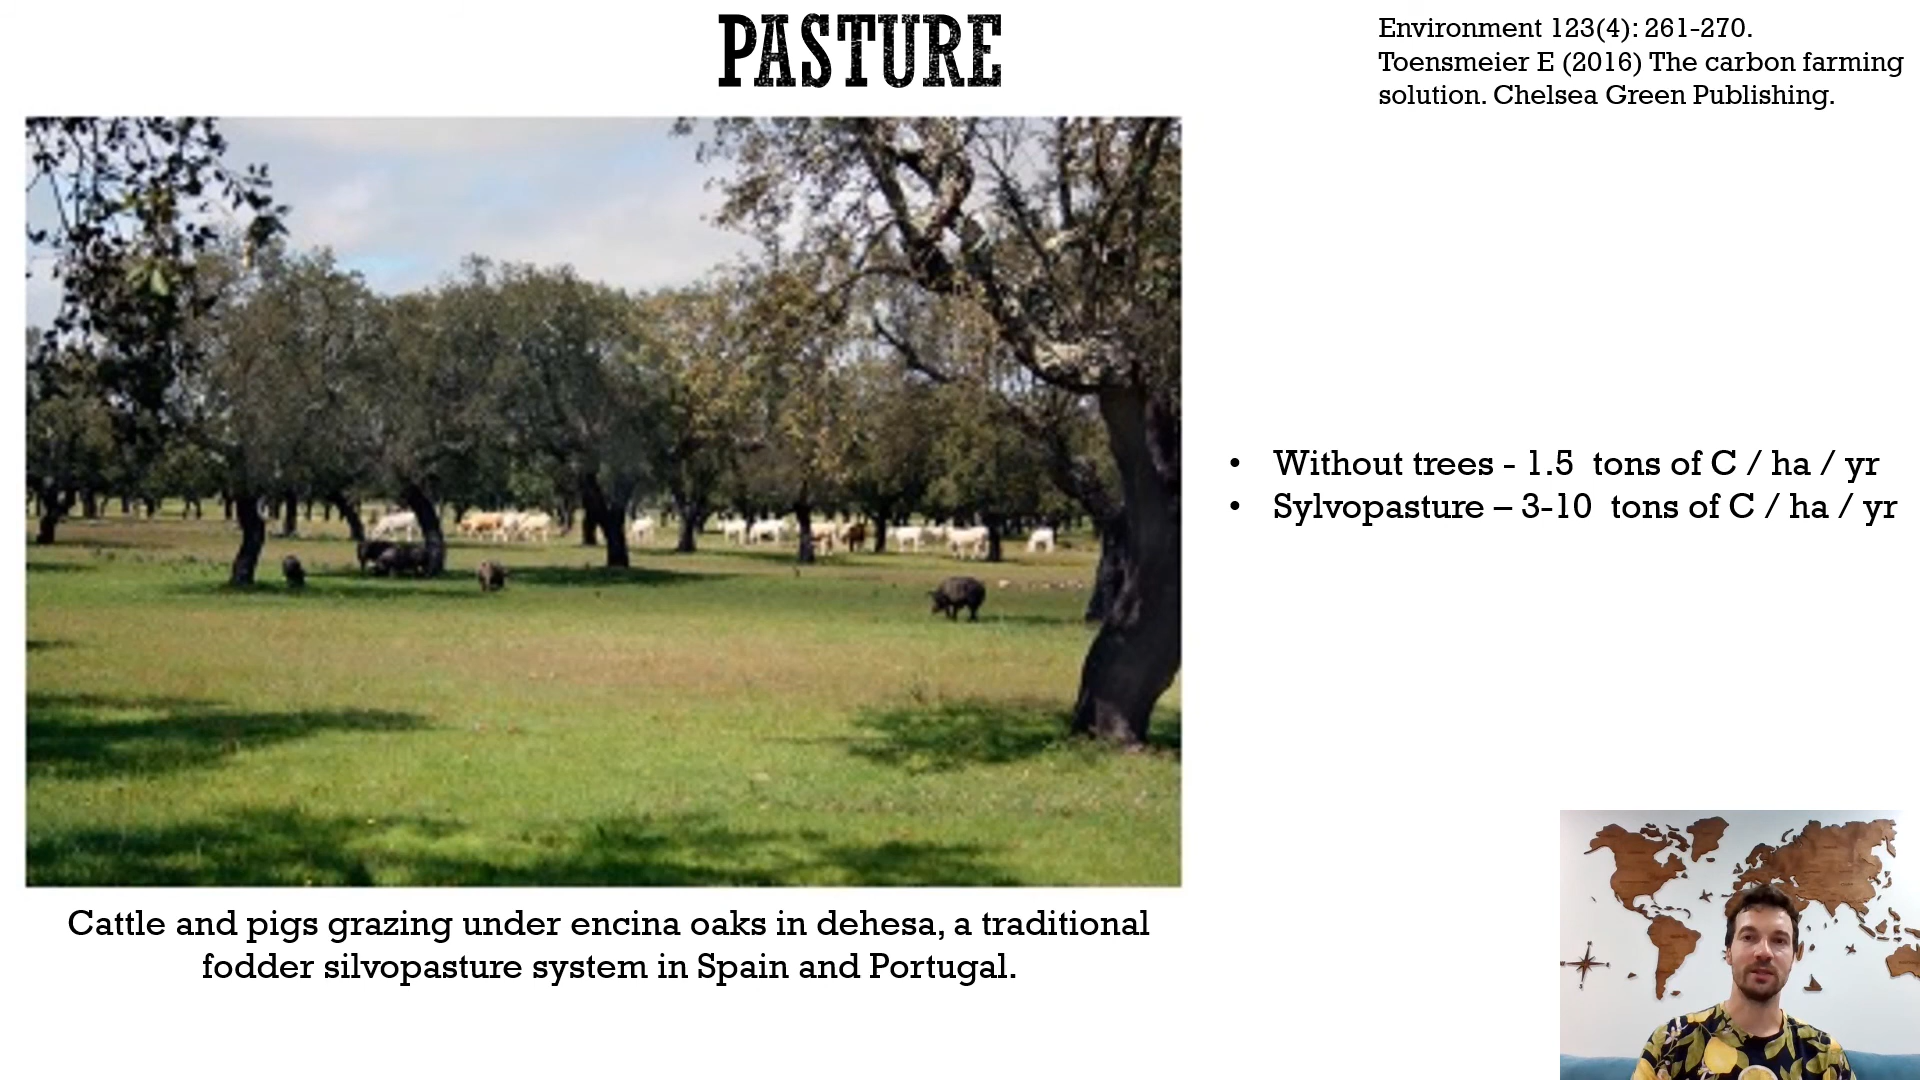 PASTURE
Environment 123(4): 261-270.
Toensmeier E (2016) The carbon farming
solution. Chelsea Green Publishing.
• Without trees - 1.5 tons of C / ha / yr
• Sylvopasture – 3-10 tons of C / ha / yr
Cattle and pigs grazing under encina oaks in dehesa, a traditional
fodder silvopasture system in Spain and Portugal.